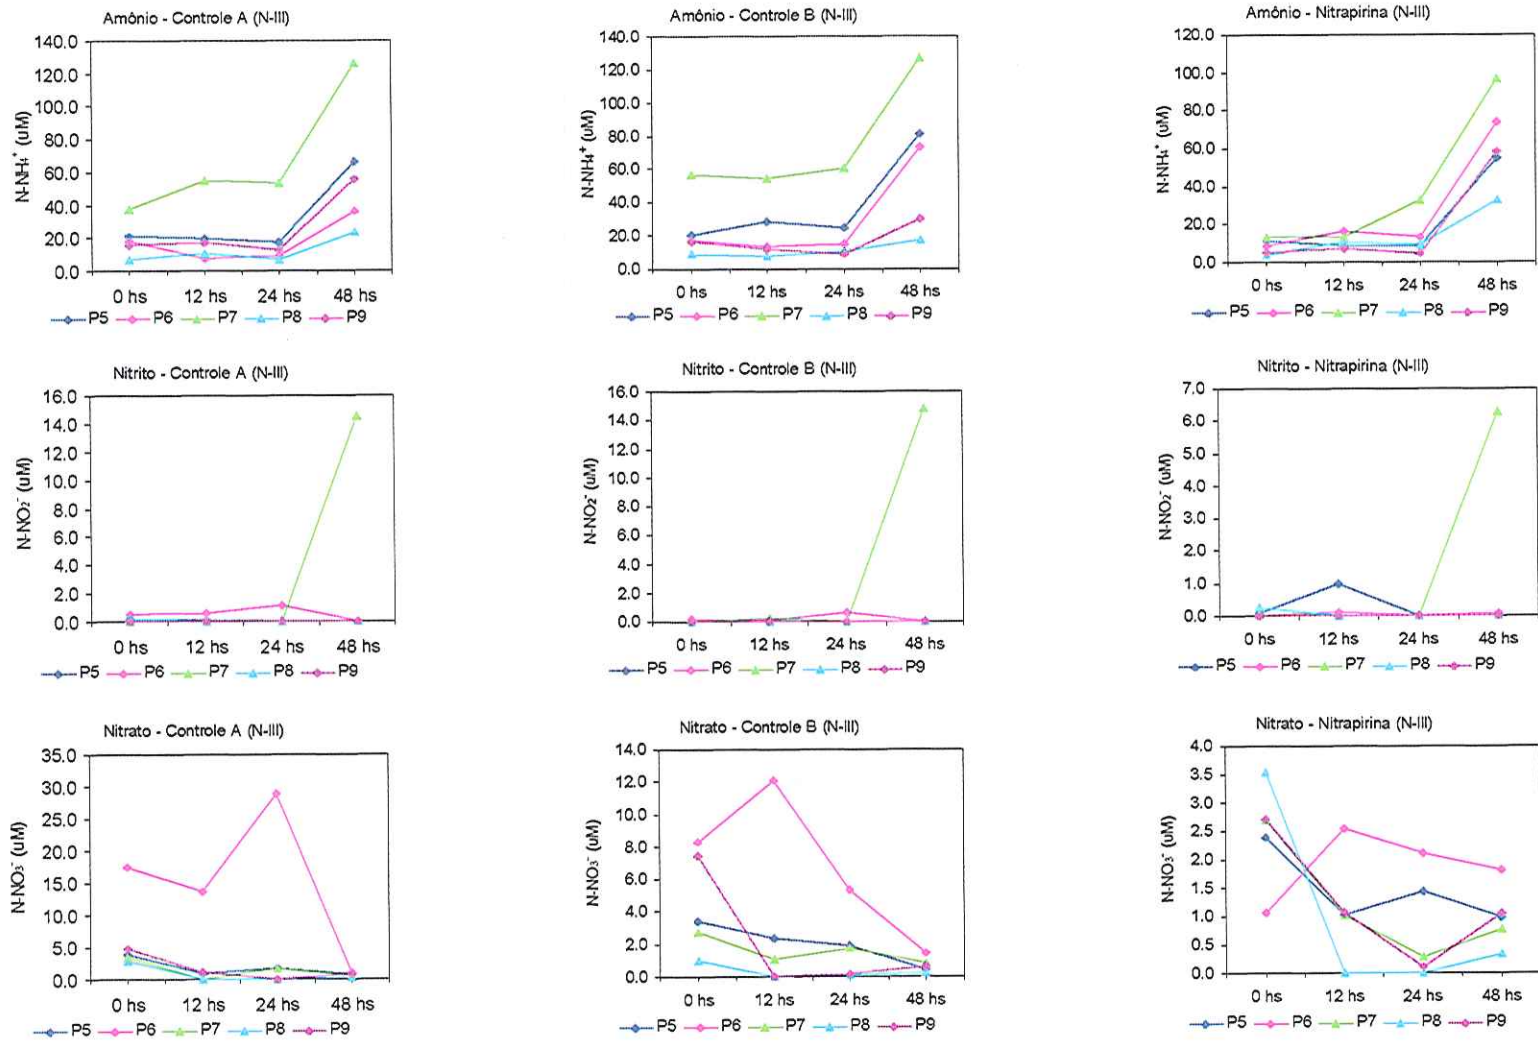 Amônio - Controle A (N-III)
140.0
120.0
100.0
80.0
60.0
40.0
20.0
0.0
N-NH₄⁺ (uM)
0 hs 12 hs 24 hs 48 hs
P5 P6 P7 P8 P9
Amônio - Controle B (N-III)
140.0
120.0
100.0
80.0
60.0
40.0
20.0
0.0
N-NH₄⁺ (uM)
0 hs 12 hs 24 hs 48 hs
P5 P6 P7 P8 P9
Amônio - Nitrapirina (N-III)
120.0
100.0
80.0
60.0
40.0
20.0
0.0
N-NH₄⁺ (uM)
0 hs 12 hs 24 hs 48 hs
P5 P6 P7 P8 P9
Nitrito - Controle A (N-III)
16.0
14.0
12.0
10.0
8.0
6.0
4.0
2.0
0.0
N-NO₂⁻ (uM)
0 hs 12 hs 24 hs 48 hs
P5 P6 P7 P8 P9
Nitrito - Controle B (N-III)
16.0
14.0
12.0
10.0
8.0
6.0
4.0
2.0
0.0
N-NO₂⁻ (uM)
0 hs 12 hs 24 hs 48 hs
P5 P6 P7 P8 P9
Nitrito - Nitrapirina (N-III)
7.0
6.0
5.0
4.0
3.0
2.0
1.0
0.0
N-NO₂⁻ (uM)
0 hs 12 hs 24 hs 48 hs
P5 P6 P7 P8 P9
Nitrato - Controle A (N-III)
35.0
30.0
25.0
20.0
15.0
10.0
5.0
0.0
N-NO₃⁻ (uM)
0 hs 12 hs 24 hs 48 hs
P5 P6 P7 P8 P9
Nitrato - Controle B (N-III)
14.0
12.0
10.0
8.0
6.0
4.0
2.0
0.0
N-NO₃⁻ (uM)
0 hs 12 hs 24 hs 48 hs
P5 P6 P7 P8 P9
Nitrato - Nitrapirina (N-III)
4.0
3.5
3.0
2.5
2.0
1.5
1.0
0.5
0.0
N-NO₃⁻ (uM)
0 hs 12 hs 24 hs 48 hs
P5 P6 P7 P8 P9